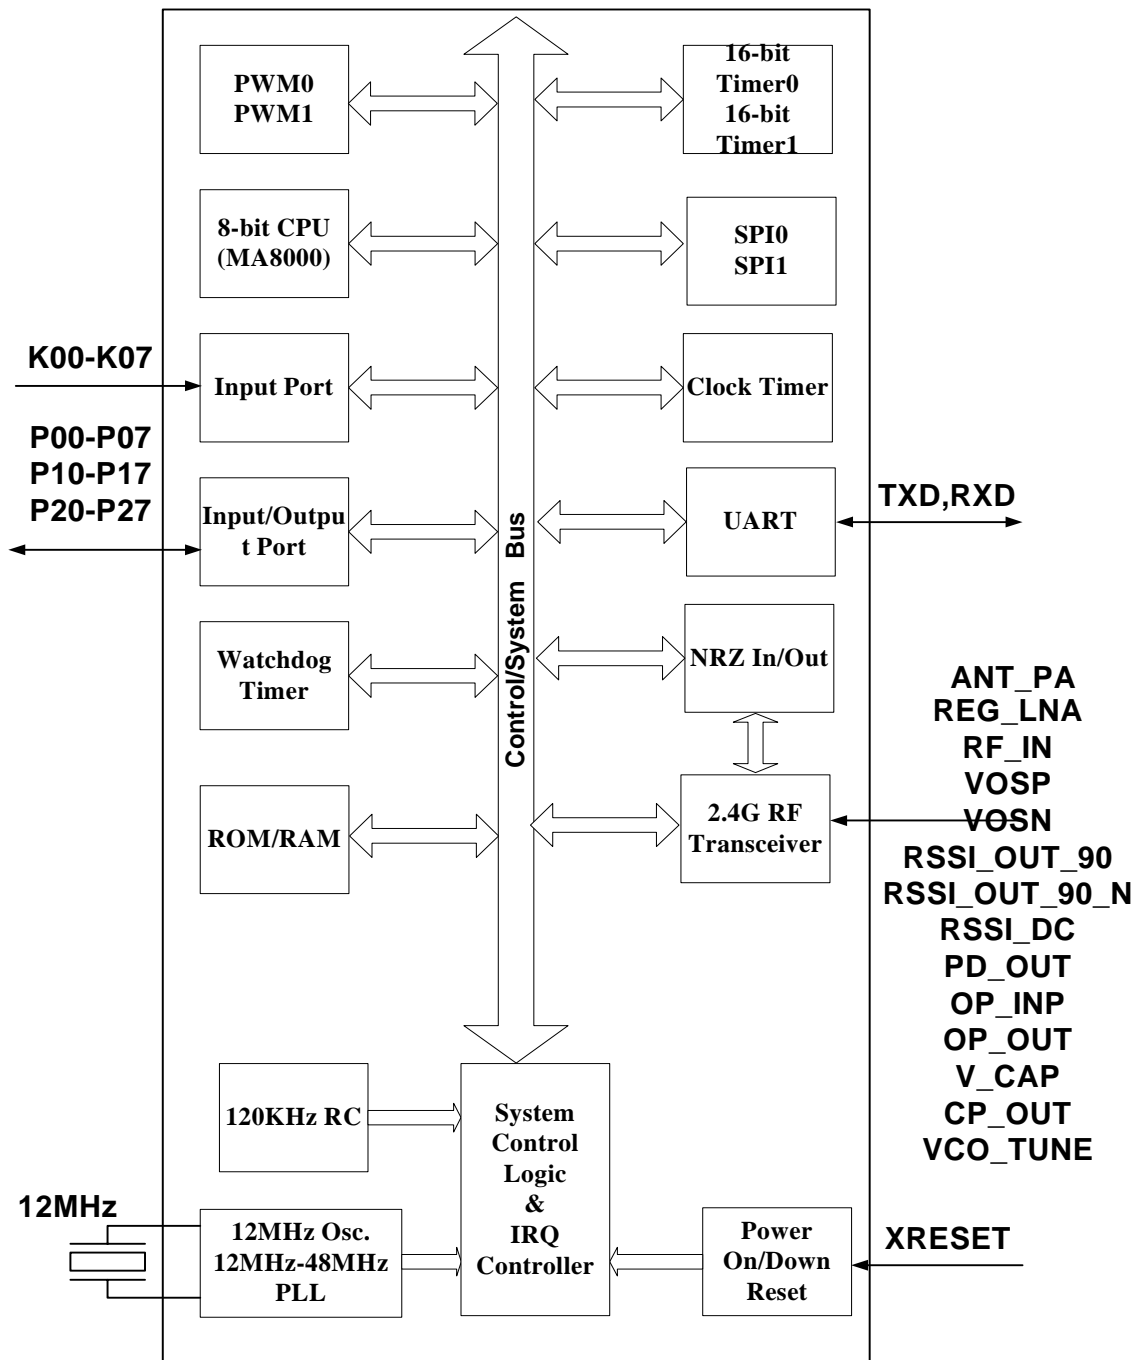 PWM0
PWM1
16-bit
Timer0
16-bit
Timer1
8-bit CPU
(MA8000)
SPI0
SPI1
K00-K07
Input Port
Clock Timer
P00-P07
P10-P17
P20-P27
Input/Outpu
t Port
Control/System Bus
UART
TXD,RXD
Watchdog
Timer
NRZ In/Out
ROM/RAM
2.4G RF
Transceiver
ANT_PA
REG_LNA
RF_IN
VOSP
VOSN
RSSI_OUT_90
RSSI_OUT_90_N
RSSI_DC
PD_OUT
OP_INP
OP_OUT
V_CAP
CP_OUT
VCO_TUNE
120KHz RC
System
Control
Logic
&
IRQ
Controller
12MHz
12MHz Osc.
12MHz-48MHz
PLL
Power
On/Down
Reset
XRESET